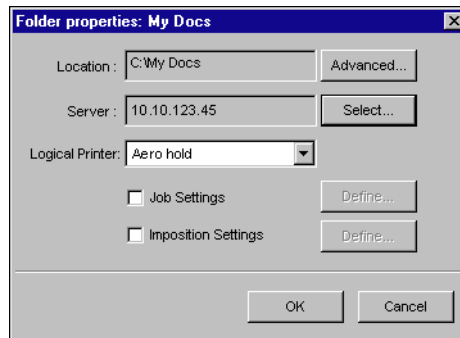 Folder properties: My Docs
Location : C:\My Docs Advanced...
Server : 10.10.123.45 Select...
Logical Printer: Aero hold
Job Settings Define...
Imposition Settings Define...
OK Cancel